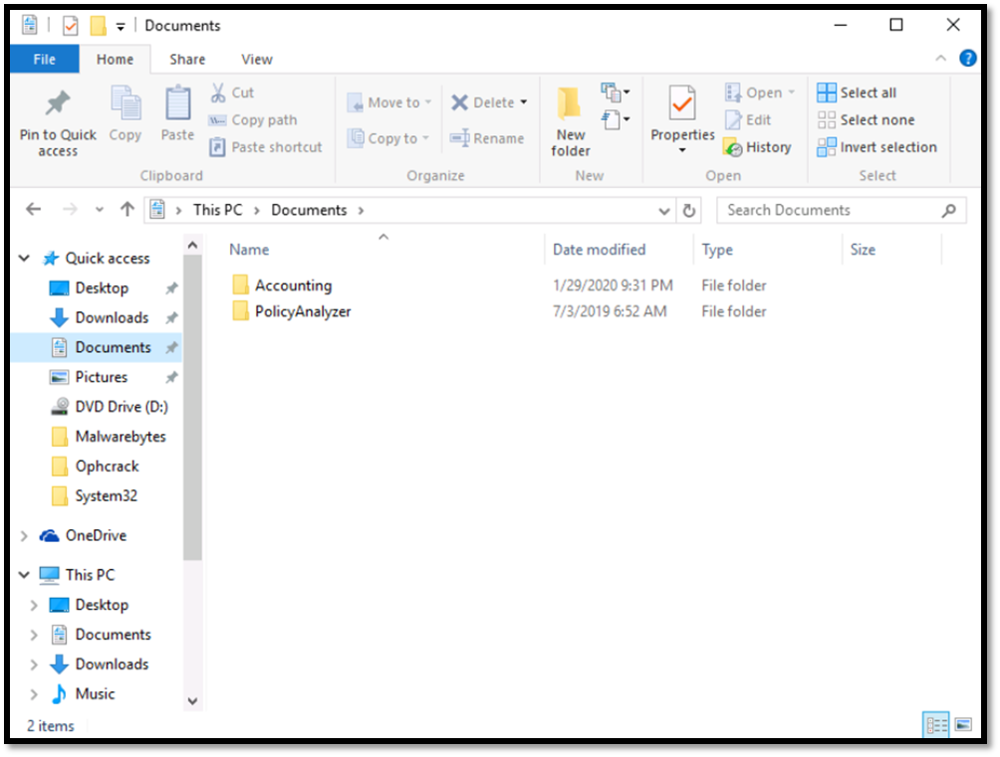 Documents
File Home Share View
Pin to Quick access
Copy
Paste
Cut
Copy path
Paste shortcut
Clipboard
Move to
Copy to
Delete
Rename
Organize
New folder
New
Properties
Open
Edit
History
Open
Select all
Select none
Invert selection
Select
This PC > Documents >
Search Documents
Quick access
Desktop
Downloads
Documents
Pictures
DVD Drive (D:)
Malwarebytes
Ophcrack
System32
OneDrive
This PC
Desktop
Documents
Downloads
Music
Name Date modified Type Size
Accounting 1/29/2020 9:31 PM File folder
PolicyAnalyzer 7/3/2019 6:52 AM File folder
2 items